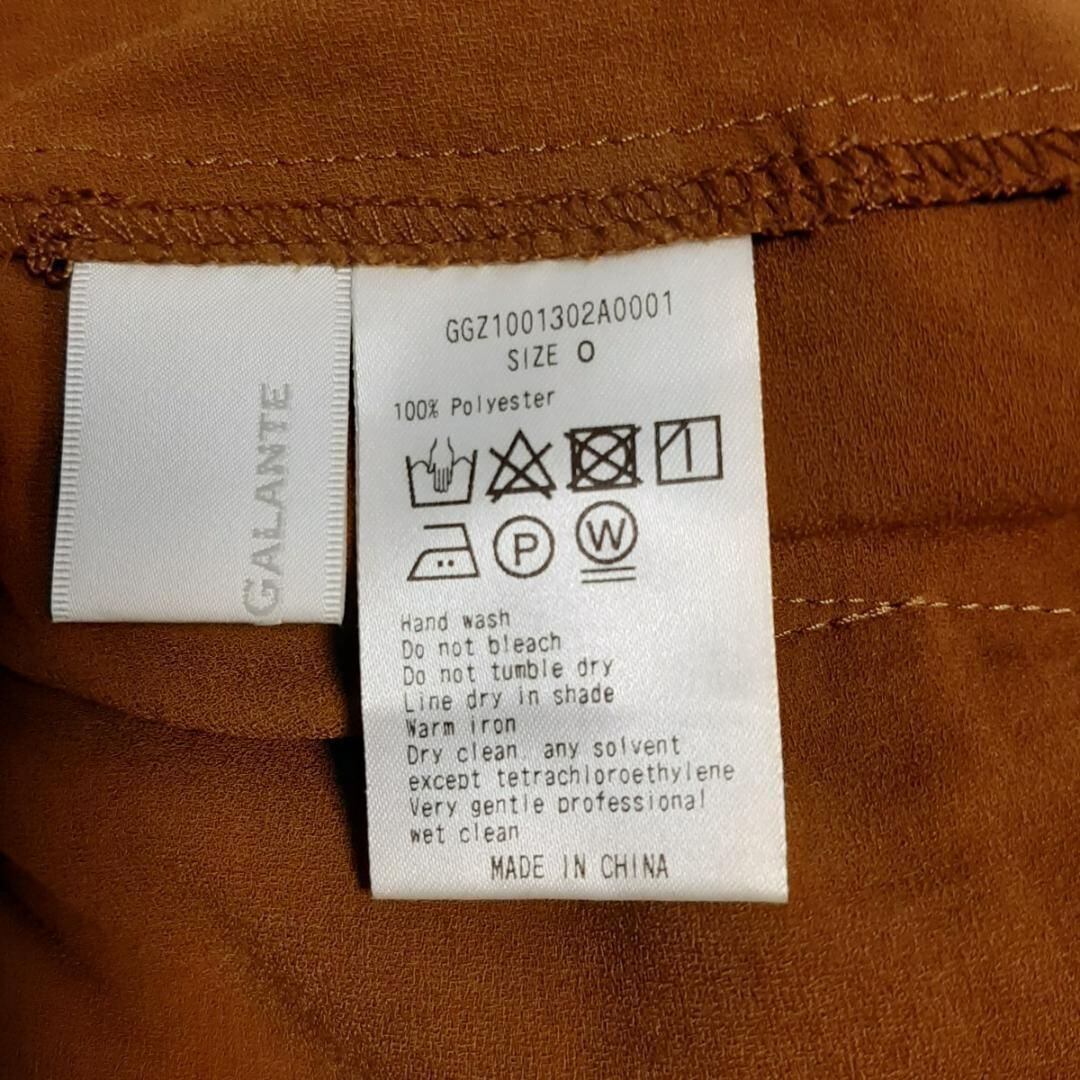 GALANTE
GGZ1001302A0001
SIZE 0
100% Polyester
P
W
Hand wash
Do not bleach
Do not tumble dry
Line dry in shade
Warm iron
Dry clean, any solvent
except tetrachloroethylene
Very gentle professional
wet clean
MADE IN CHINA